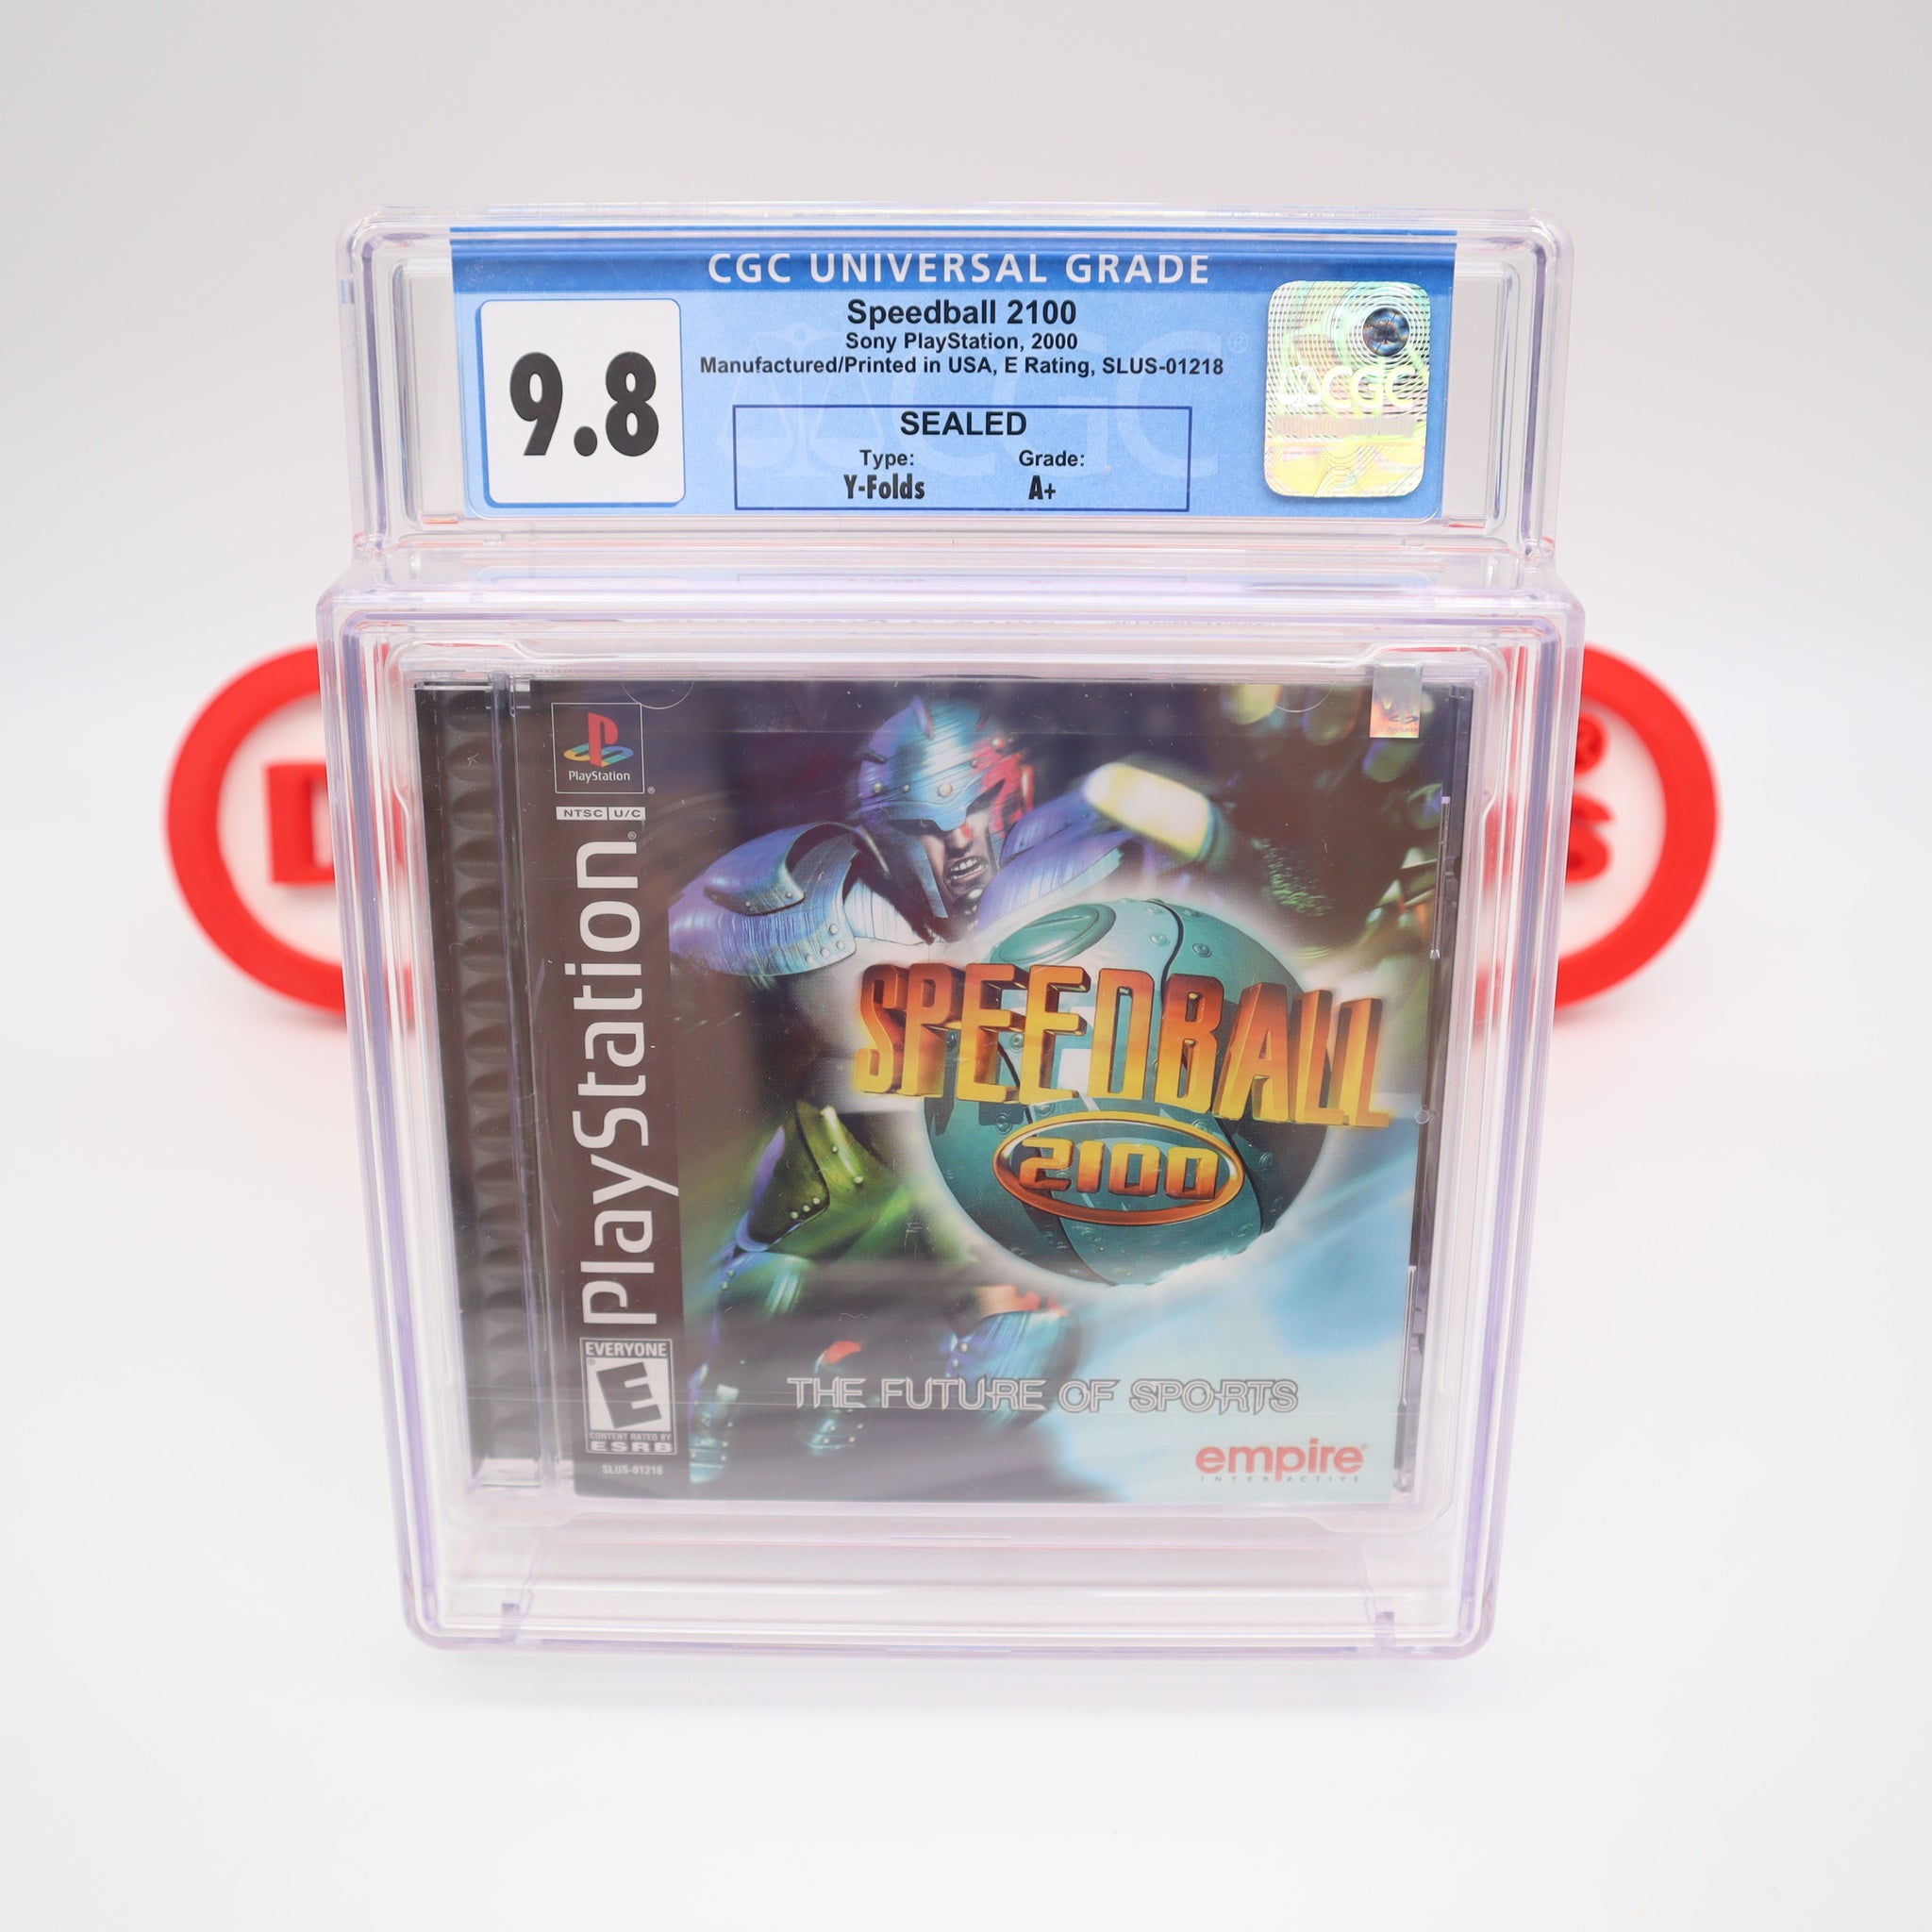 CGC UNIVERSAL GRADE
9.8
Speedball 2100
Sony PlayStation, 2000
Manufactured/Printed in USA, E Rating, SLUS-01218
SEALED
Type: Grade:
Y-Folds A+
CGC
PlayStation
NTSC U/C
PlayStation
SPEEDBALL
2100
EVERYONE
E
CONTENT RATED BY
ESRB
SLUS-01218
THE FUTURE OF SPORTS
empire
INTERACTIVE